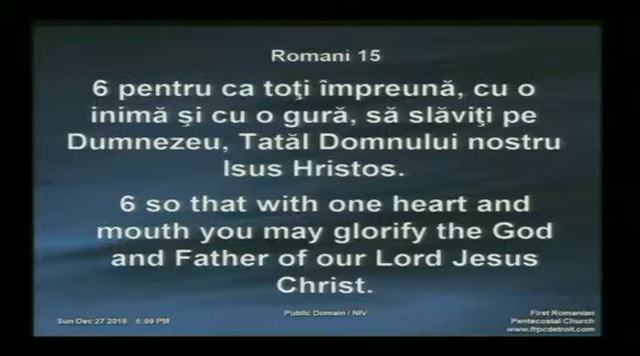 Romani 15
6 pentru ca toţi împreună, cu o
inimă şi cu o gură, să slăviţi pe
Dumnezeu, Tatăl Domnului nostru
Isus Hristos.
6 so that with one heart and
mouth you may glorify the God
and Father of our Lord Jesus
Christ.
Public Domain / NIV
Sun Dec 27 2015 6:59 PM
First Romanian
Pentecostal Church
www.frpcdetroit.com